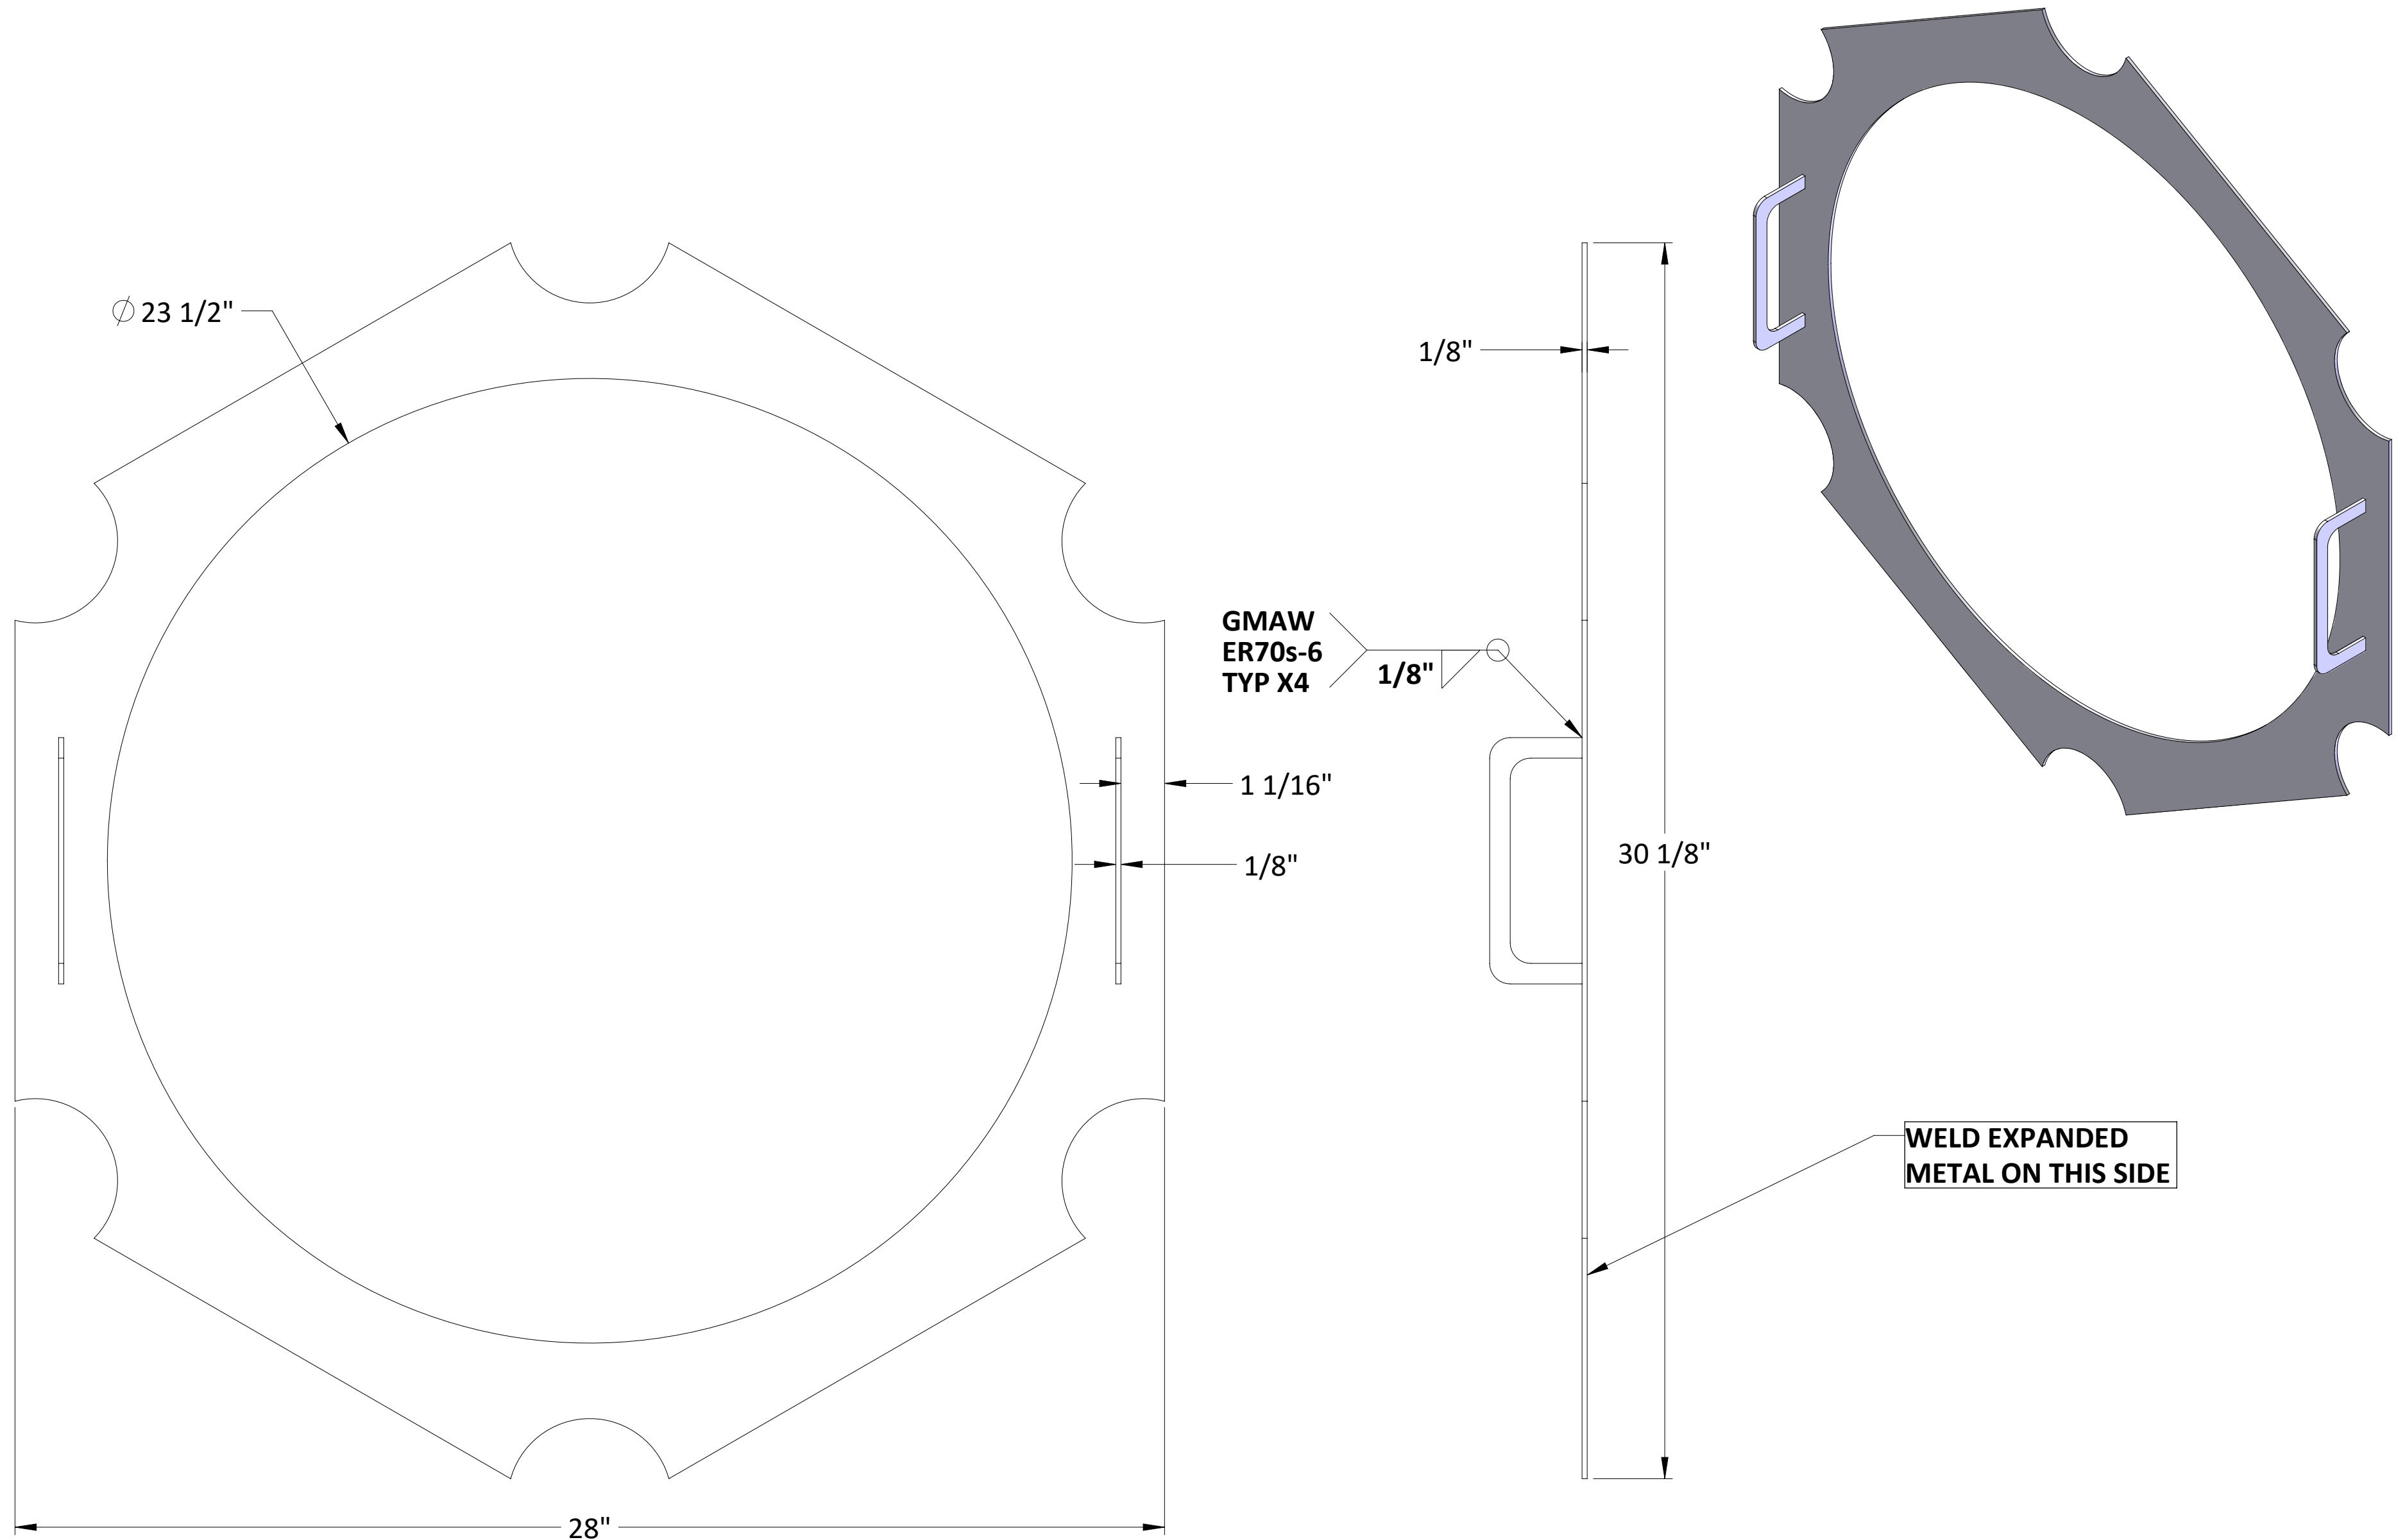 ⌀ 23 1/2"
1/8"
GMAW
ER70s-6
TYP X4
1/8"
1 1/16"
1/8"
30 1/8"
WELD EXPANDED
METAL ON THIS SIDE
28"